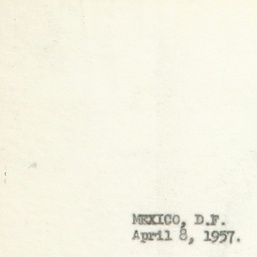 MEXICO, D.F.
April 8, 1957.